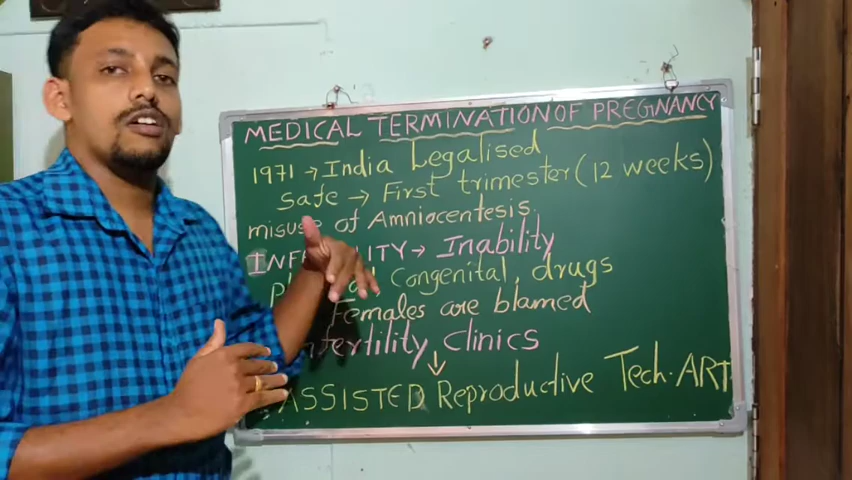 MEDICAL TERMINATION OF PREGNANCY
1971 → India Legalised
Safe → First trimester (12 weeks)
misuse of Amniocentesis.
INFERTILITY → Inability
Congenital, drugs
Females are blamed
Infertility Clinics
↓
ASSISTED Reproductive Tech. ART